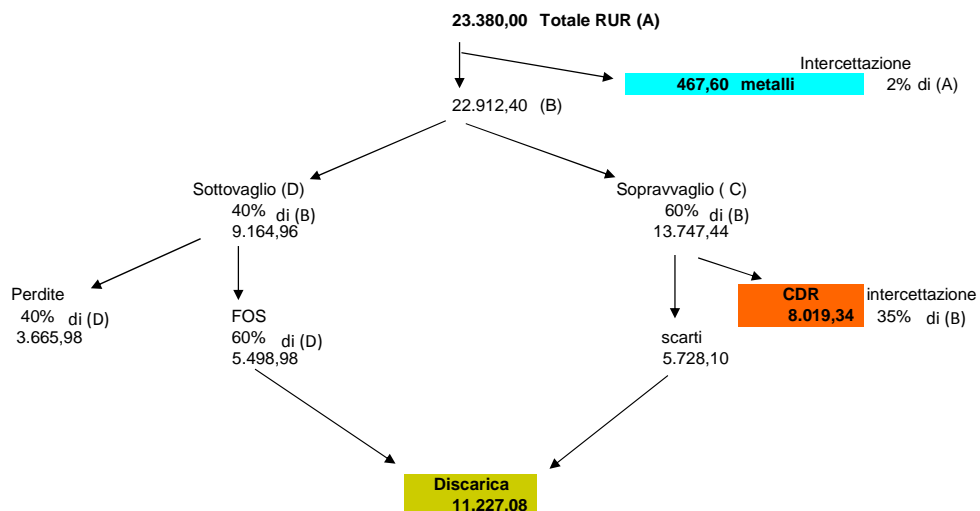 23.380,00 Totale RUR (A)
Intercettazione
467,60 metalli 2% di (A)
22.912,40 (B)
Sottovaglio (D)
40% di (B)
9.164,96
Sopravvaglio ( C)
60% di (B)
13.747,44
Perdite
40% di (D)
3.665,98
FOS
60% di (D)
5.498,98
scarti
5.728,10
CDR intercettazione
8.019,34 35% di (B)
Discarica
11.227,08